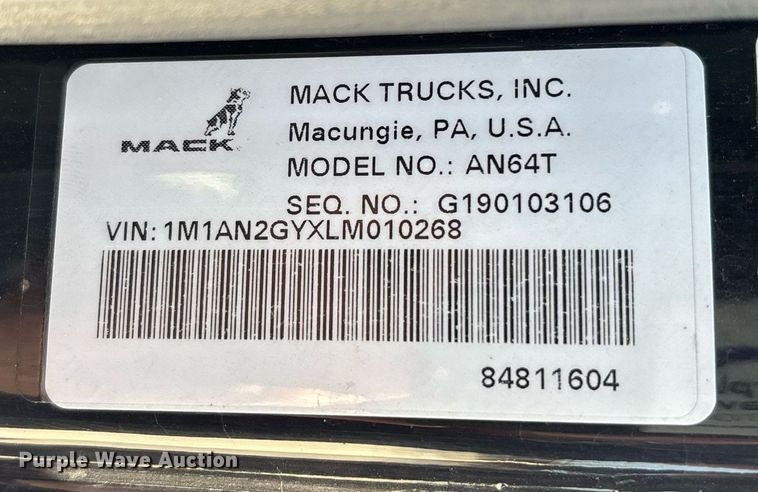 MACK
MACK TRUCKS, INC.
Macungie, PA, U.S.A.
MODEL NO.: AN64T
SEQ. NO.: G190103106
VIN: 1M1AN2GYXLM010268
84811604
Purple Wave Auction